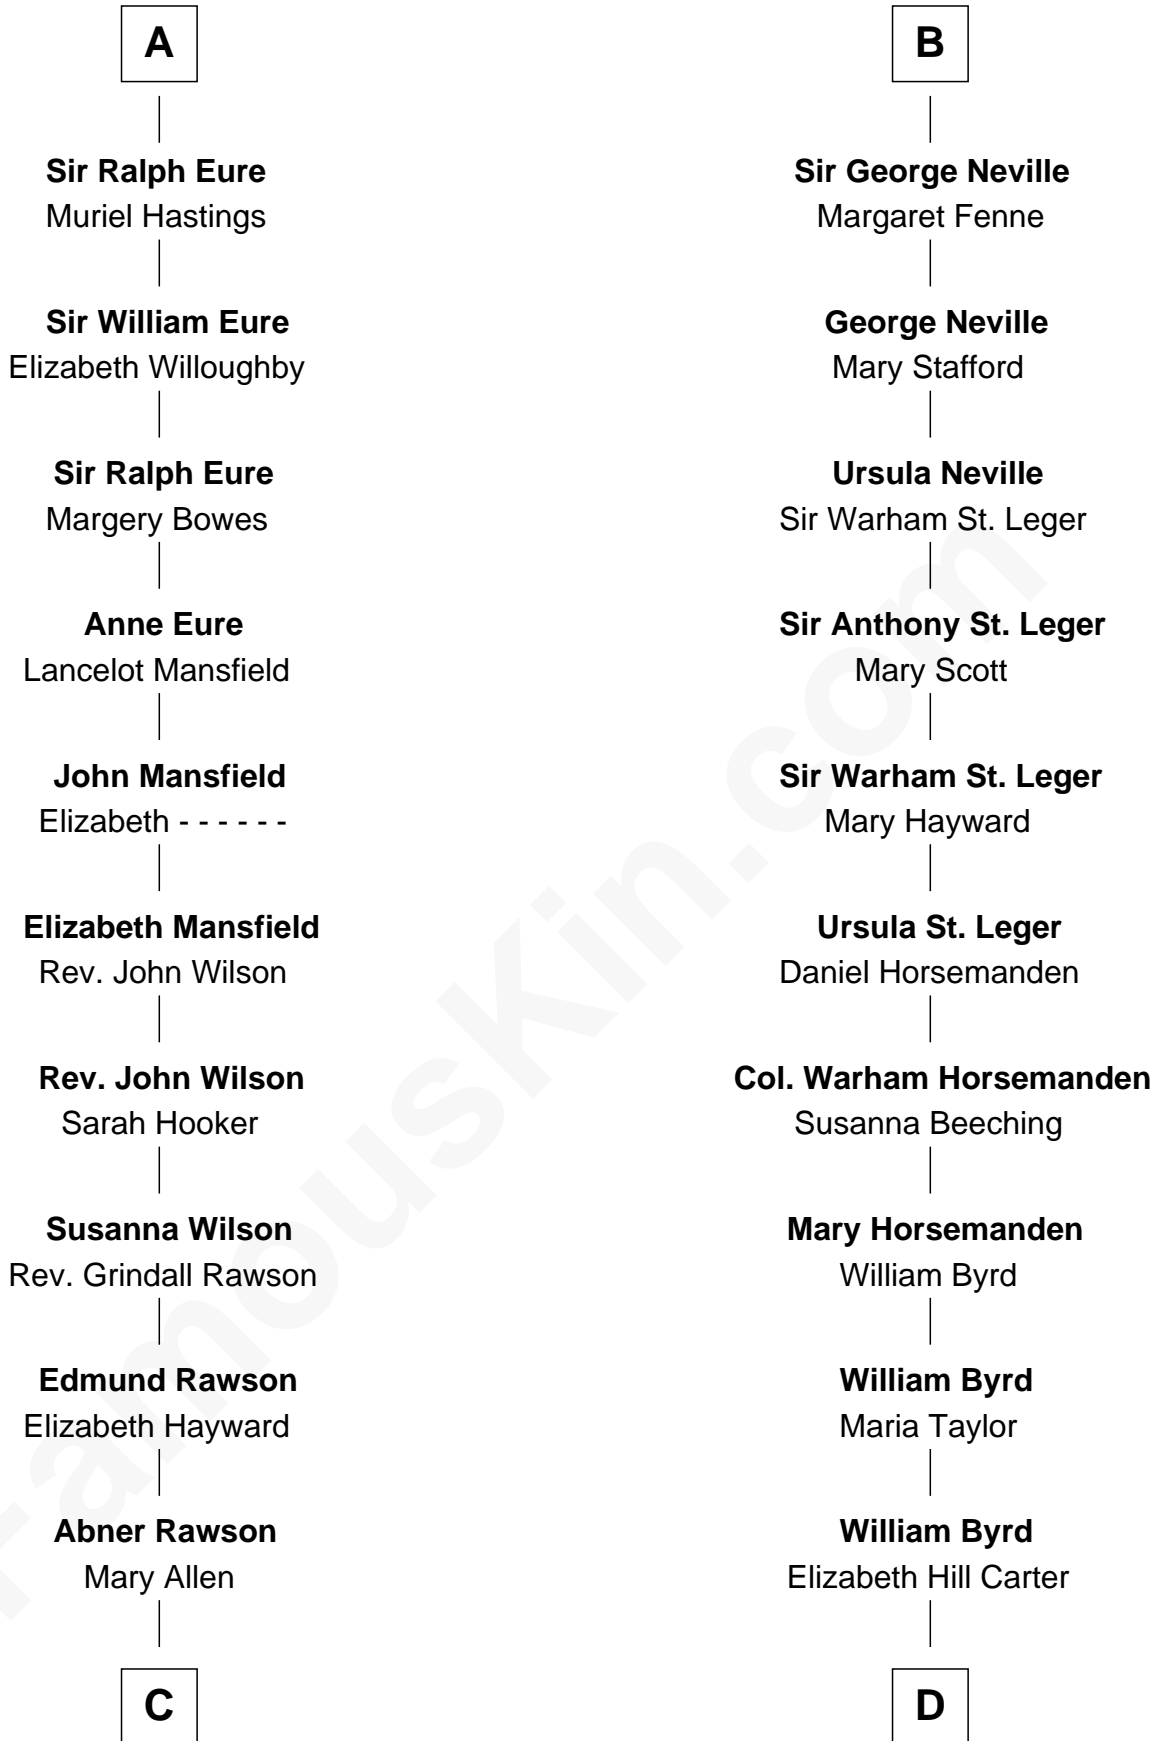 A
Sir Ralph Eure
Muriel Hastings
Sir William Eure
Elizabeth Willoughby
Sir Ralph Eure
Margery Bowes
Anne Eure
Lancelot Mansfield
John Mansfield
Elizabeth - - - - - -
Elizabeth Mansfield
Rev. John Wilson
Rev. John Wilson
Sarah Hooker
Susanna Wilson
Rev. Grindall Rawson
Edmund Rawson
Elizabeth Hayward
Abner Rawson
Mary Allen
C
B
Sir George Neville
Margaret Fenne
George Neville
Mary Stafford
Ursula Neville
Sir Warham St. Leger
Sir Anthony St. Leger
Mary Scott
Sir Warham St. Leger
Mary Hayward
Ursula St. Leger
Daniel Horsemanden
Col. Warham Horsemanden
Susanna Beeching
Mary Horsemanden
William Byrd
William Byrd
Maria Taylor
William Byrd
Elizabeth Hill Carter
D
FamousKin.com